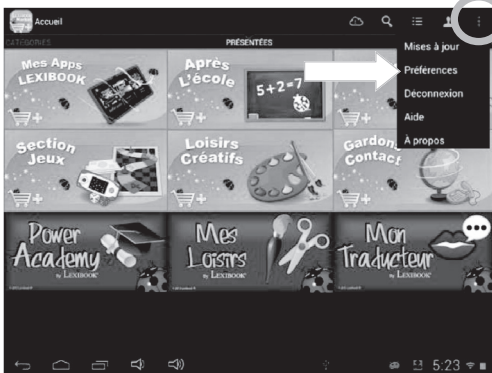 Accueil
CATÉGORIES
PRÉSENTÉES
Mises à jour
Préférences
Déconnexion
Aide
À propos
Mes Apps
LEXIBOOK
Après
L'école
5+2=7
Section
Jeux
Loisirs
Créatifs
Gardons
Contact
Power
Academy
by LEXIBOOK
Mes
Loisirs
by LEXIBOOK
Mon
Traducteur
by LEXIBOOK
5:23